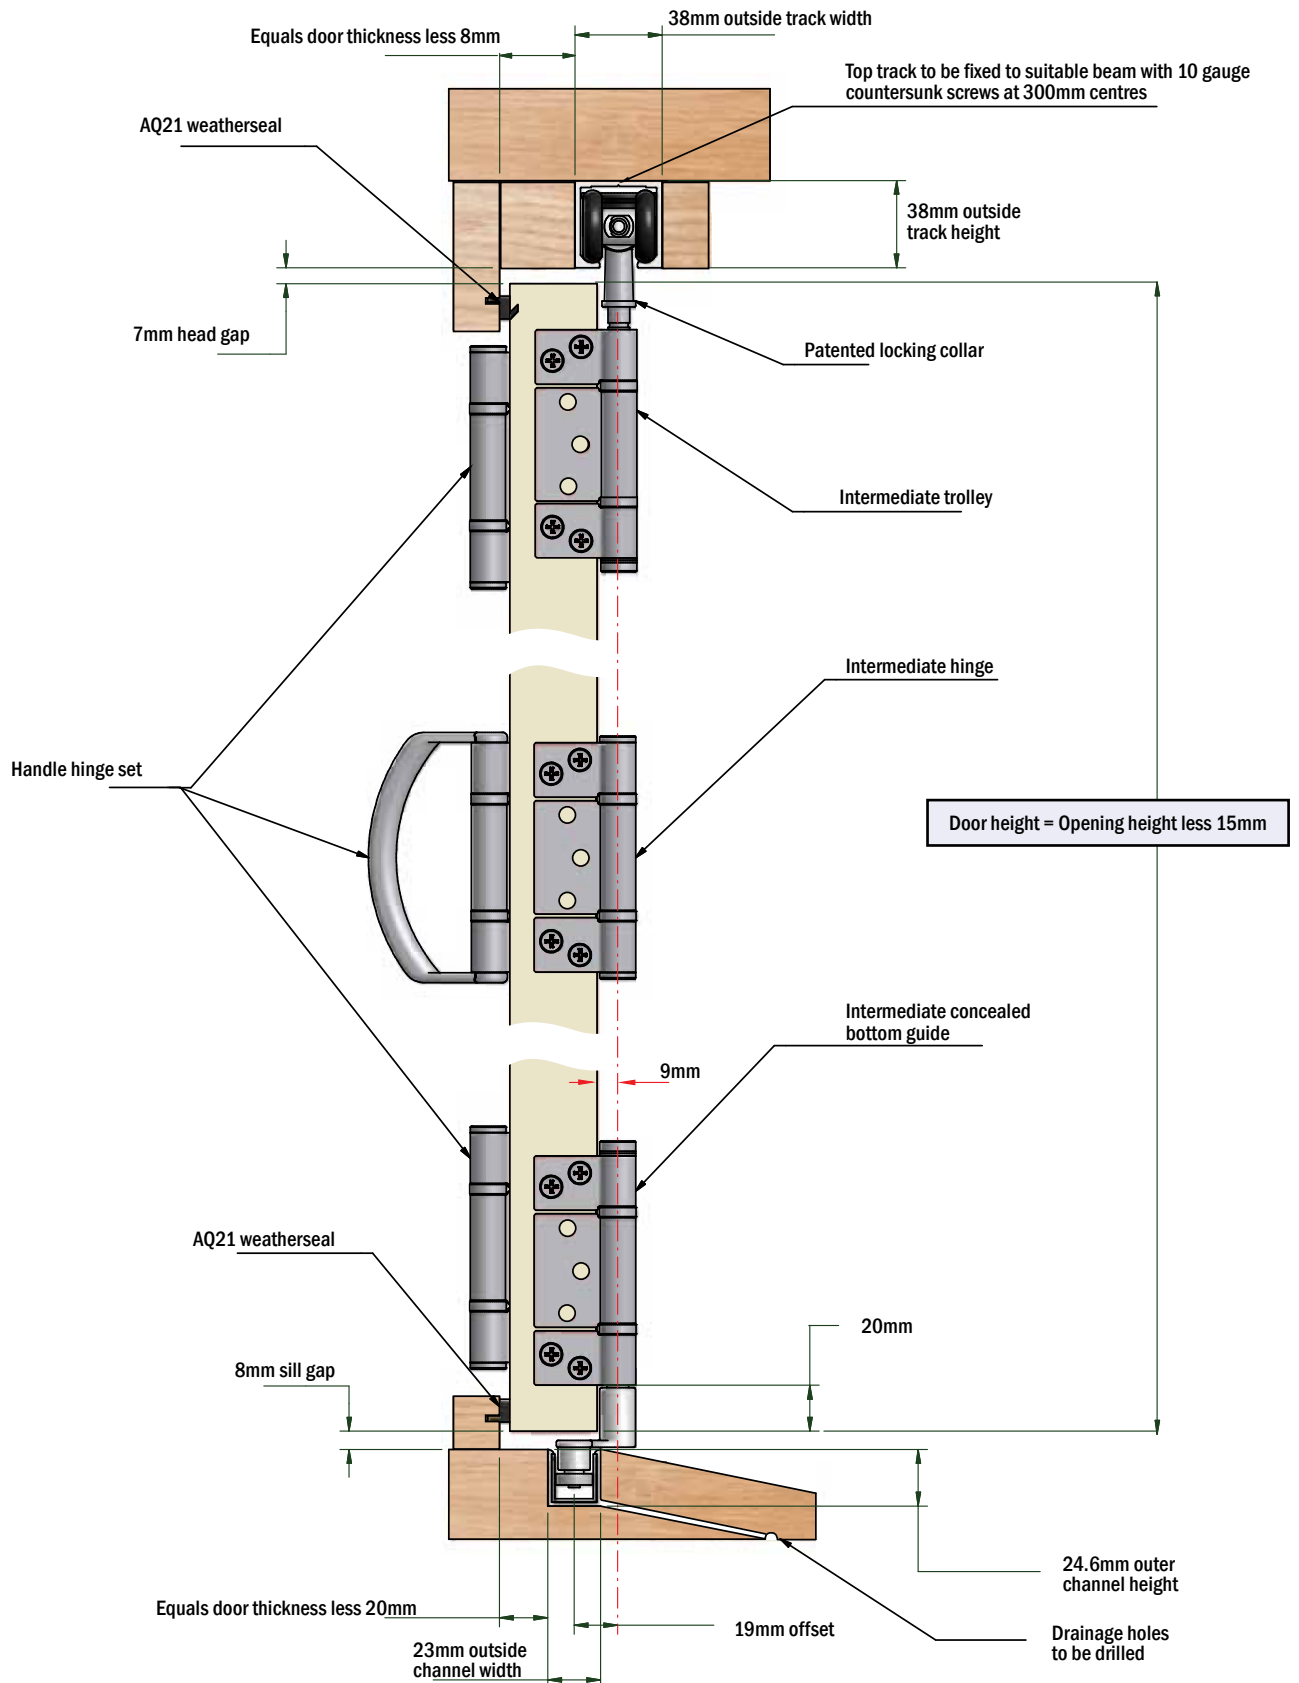 38mm outside track width
Equals door thickness less 8mm
Top track to be fixed to suitable beam with 10 gauge
countersunk screws at 300mm centres
AQ21 weatherseal
38mm outside
track height
7mm head gap
Patented locking collar
Intermediate trolley
Intermediate hinge
Handle hinge set
Door height = Opening height less 15mm
Intermediate concealed
bottom guide
9mm
AQ21 weatherseal
20mm
8mm sill gap
24.6mm outer
channel height
Equals door thickness less 20mm
19mm offset
Drainage holes
to be drilled
23mm outside
channel width